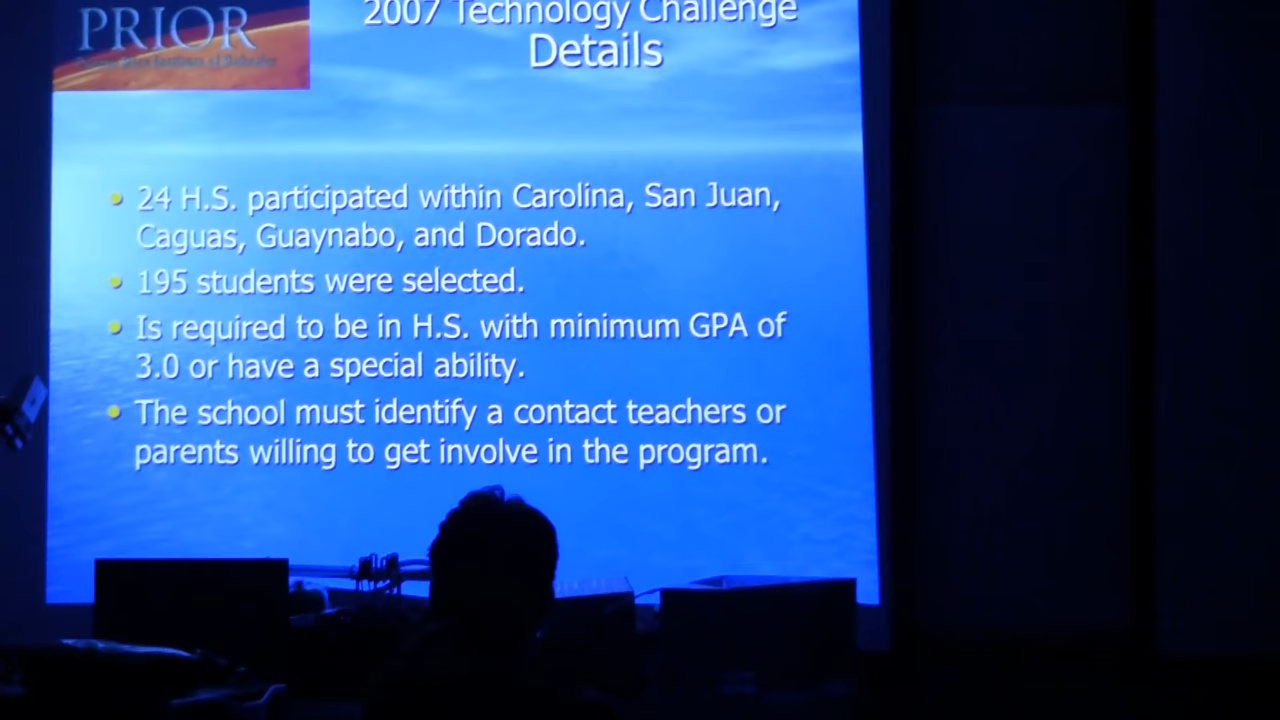 PRIOR
2007 Technology Challenge
Details
24 H.S. participated within Carolina, San Juan,
Caguas, Guaynabo, and Dorado.
195 students were selected.
Is required to be in H.S. with minimum GPA of
3.0 or have a special ability.
The school must identify a contact teachers or
parents willing to get involve in the program.